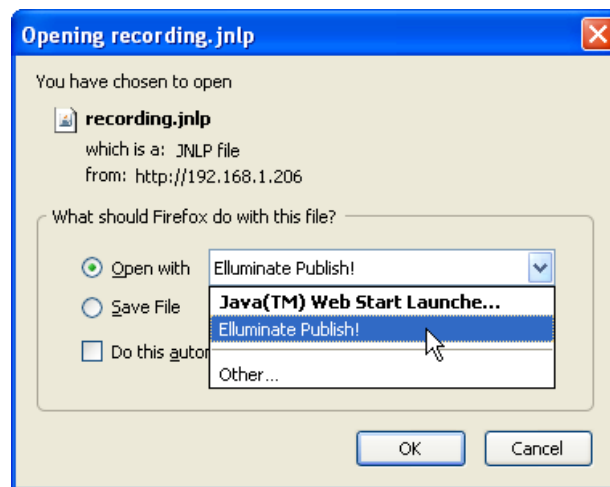 Opening recording.jnlp
You have chosen to open
recording.jnlp
which is a: JNLP file
from: http://192.168.1.206
What should Firefox do with this file?
Open with Elluminate Publish!
Java(TM) Web Start Launche...
Save File
Elluminate Publish!
Do this
Other...
OK Cancel